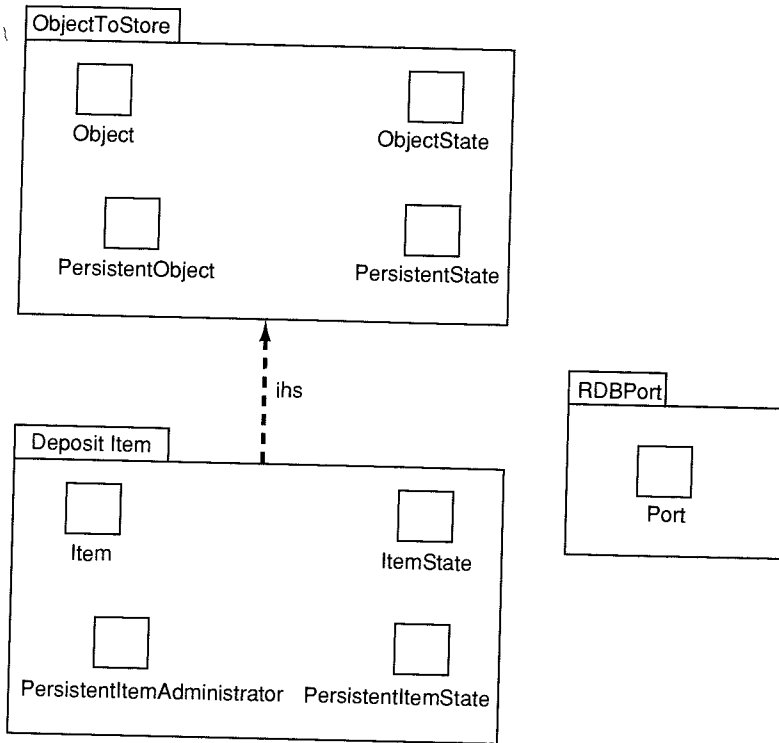 ObjectToStore
Object
ObjectState
PersistentObject
PersistentState
ihs
RDBPort
Port
Deposit Item
Item
ItemState
PersistentItemAdministrator
PersistentItemState